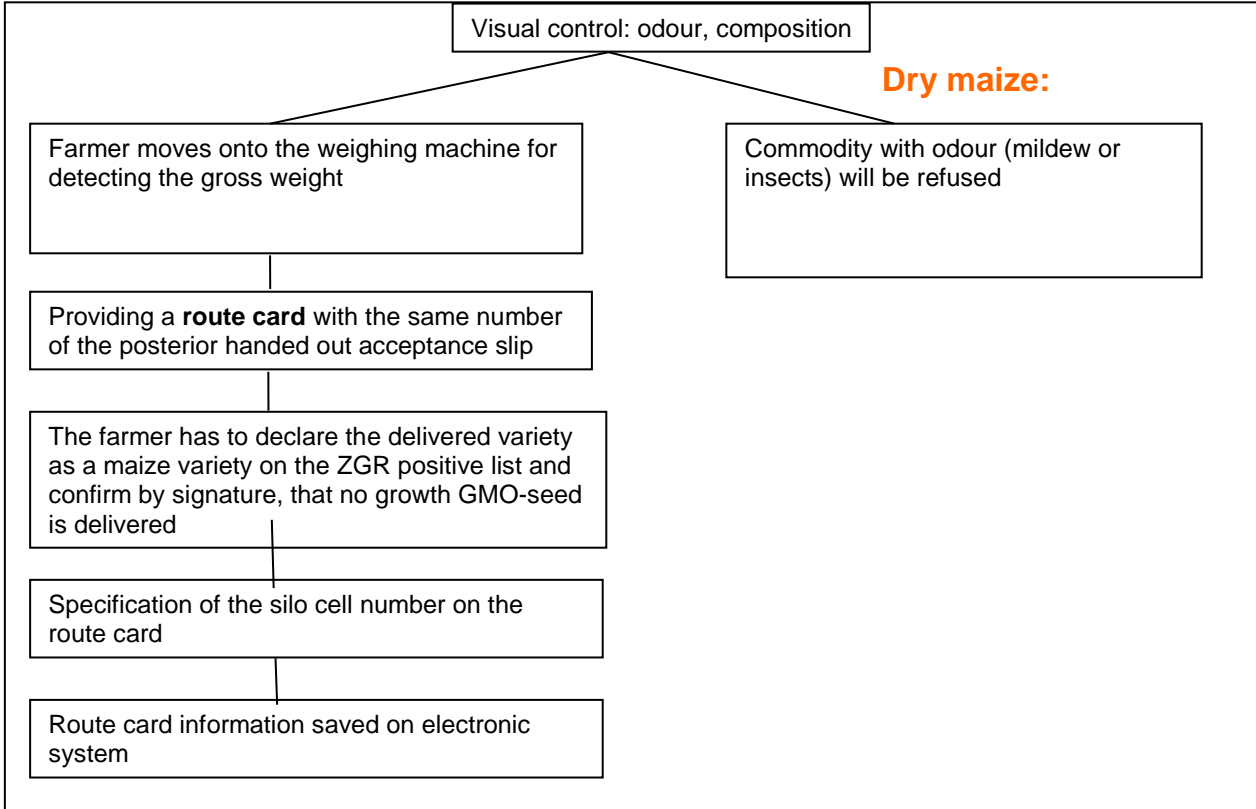 Visual control: odour, composition
Dry maize:
Farmer moves onto the weighing machine for
detecting the gross weight
Commodity with odour (mildew or
insects) will be refused
Providing a route card with the same number
of the posterior handed out acceptance slip
The farmer has to declare the delivered variety
as a maize variety on the ZGR positive list and
confirm by signature, that no growth GMO-seed
is delivered
Specification of the silo cell number on the
route card
Route card information saved on electronic
system